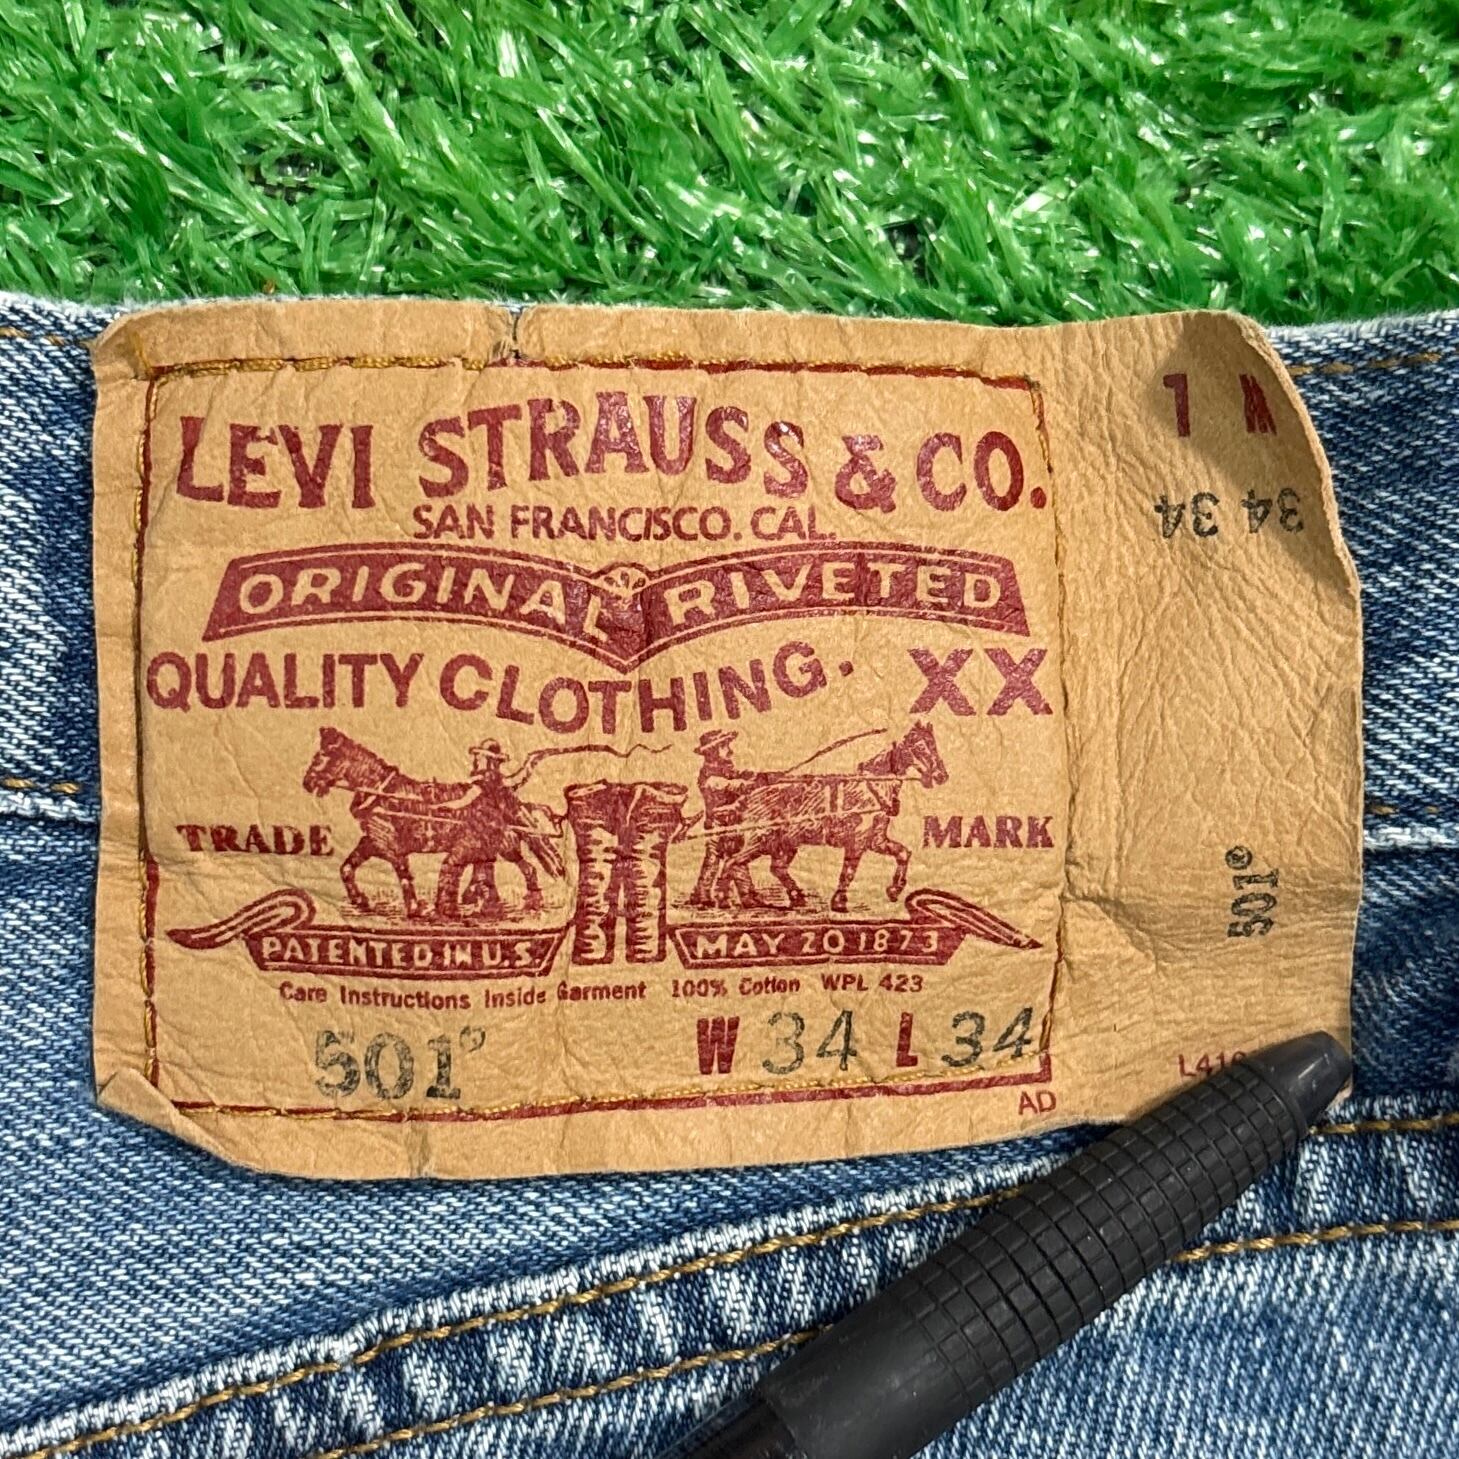 LEVI STRAUSS & CO.
SAN FRANCISCO. CAL.
ORIGINAL RIVETED
QUALITY CLOTHING. XX
TRADE MARK
PATENTED IN U.S. MAY 20 1873
Care Instructions Inside Garment 100% Cotton WPL 423
501® W 34 L 34
AD
W L
34 34
501®